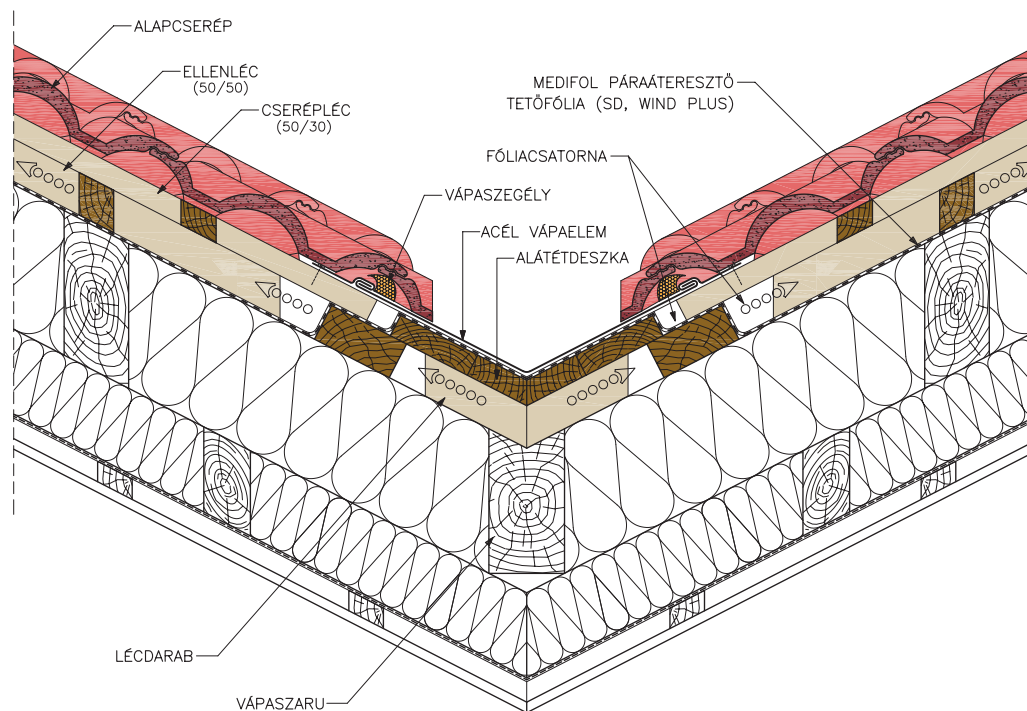 ALAPCSERÉP
ELLENLÉC
(50/50)
CSERÉPLÉC
(50/30)
MEDIFOL PÁRAÁTERESZTŐ
TETŐFÓLIA (SD, WIND PLUS)
FÓLIACSATORNA
VÁPASZEGÉLY
ACÉL VÁPAELEM
ALÁTÉTDESZKA
LÉCDARAB
VÁPASZARU